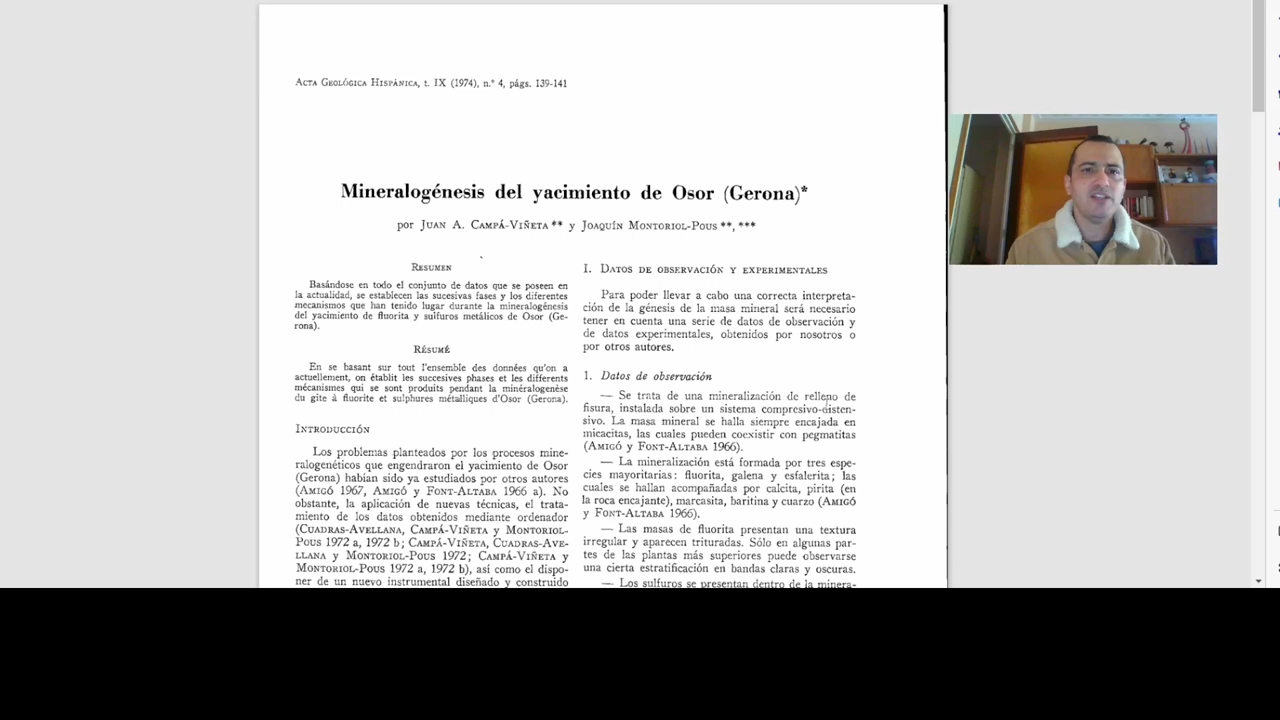 ACTA GEOLÓGICA HISPÁNICA, t. IX (1974), n.º 4, págs. 139-141
Mineralogénesis del yacimiento de Osor (Gerona)*
por JUAN A. CAMPÁ-VIÑETA ** y JOAQUÍN MONTORIOL-POUS **, ***
RESUMEN
Basándose en todo el conjunto de datos que se poseen en
la actualidad, se establecen las sucesivas fases y los diferentes
mecanismos que han tenido lugar durante la mineralogénesis
del yacimiento de fluorita y sulfuros metálicos de Osor (Ge-
rona).
RÉSUMÉ
En se basant sur tout l'ensemble des données qu'on a
actuellement, on établit les succesives phases et les differents
mécanismes qui se sont produits pendant la minéralogenèse
du gite à fluorite et sulphures métalliques d'Osor (Gerona).
INTRODUCCIÓN
Los problemas planteados por los procesos mine-
ralogenéticos que engendraron el yacimiento de Osor
(Gerona) habían sido ya estudiados por otros autores
(AMIGÓ 1967, AMIGÓ y FONT-ALTABA 1966 a). No
obstante, la aplicación de nuevas técnicas, el trata-
miento de los datos obtenidos mediante ordenador
(CUADRAS-AVELLANA, CAMPÁ-VIÑETA y MONTORIOL-
POUS 1972 a, 1972 b; CAMPÁ-VIÑETA, CUADRAS-AVE-
LLANA y MONTORIOL-POUS 1972; CAMPÁ-VIÑETA y
MONTORIOL-POUS 1972 a, 1972 b), así como el dispo-
ner de un nuevo instrumental diseñado y construido
I. DATOS DE OBSERVACIÓN Y EXPERIMENTALES
Para poder llevar a cabo una correcta interpreta-
ción de la génesis de la masa mineral será necesario
tener en cuenta una serie de datos de observación y
de datos experimentales, obtenidos por nosotros o
por otros autores.
1. Datos de observación
— Se trata de una mineralización de relleno de
fisura, instalada sobre un sistema compresivo-disten-
sivo. La masa mineral se halla siempre encajada en
micacitas, las cuales pueden coexistir con pegmatitas
(AMIGÓ y FONT-ALTABA 1966).
— La mineralización está formada por tres espe-
cies mayoritarias: fluorita, galena y esfalerita; las
cuales se hallan acompañadas por calcita, pirita (en
la roca encajante), marcasita, baritina y cuarzo (AMIGÓ
y FONT-ALTABA 1966).
— Las masas de fluorita presentan una textura
irregular y aparecen trituradas. Sólo en algunas par-
tes de las plantas más superiores puede observarse
una cierta estratificación en bandas claras y oscuras.
— Los sulfuros se presentan dentro de la minera-